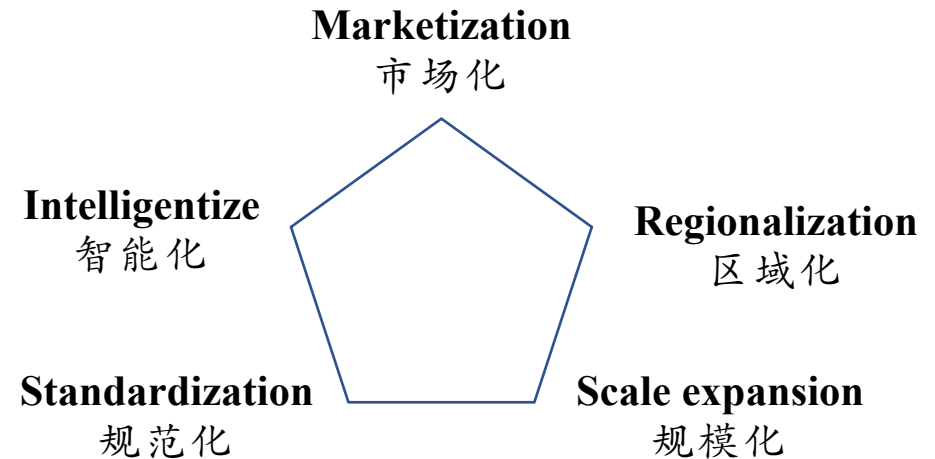 Marketization
市场化
Intelligentize
智能化
Regionalization
区域化
Standardization
规范化
Scale expansion
规模化